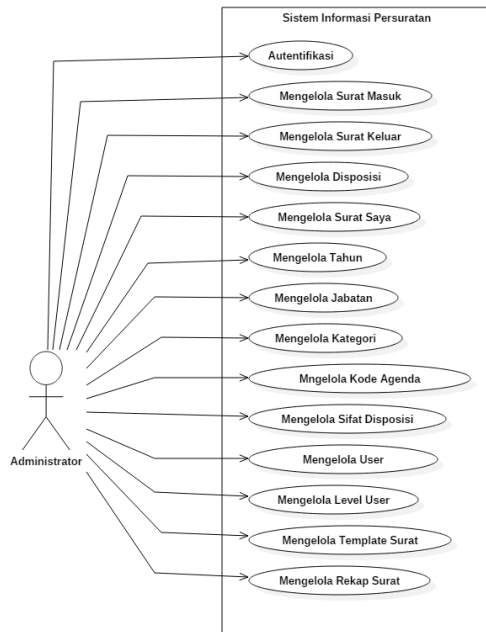 Sistem Informasi Persuratan
Autentifikasi
Mengelola Surat Masuk
Mengelola Surat Keluar
Mengelola Disposisi
Mengelola Surat Saya
Mengelola Tahun
Mengelola Jabatan
Mengelola Kategori
Mngelola Kode Agenda
Mengelola Sifat Disposisi
Mengelola User
Mengelola Level User
Mengelola Template Surat
Mengelola Rekap Surat
Administrator